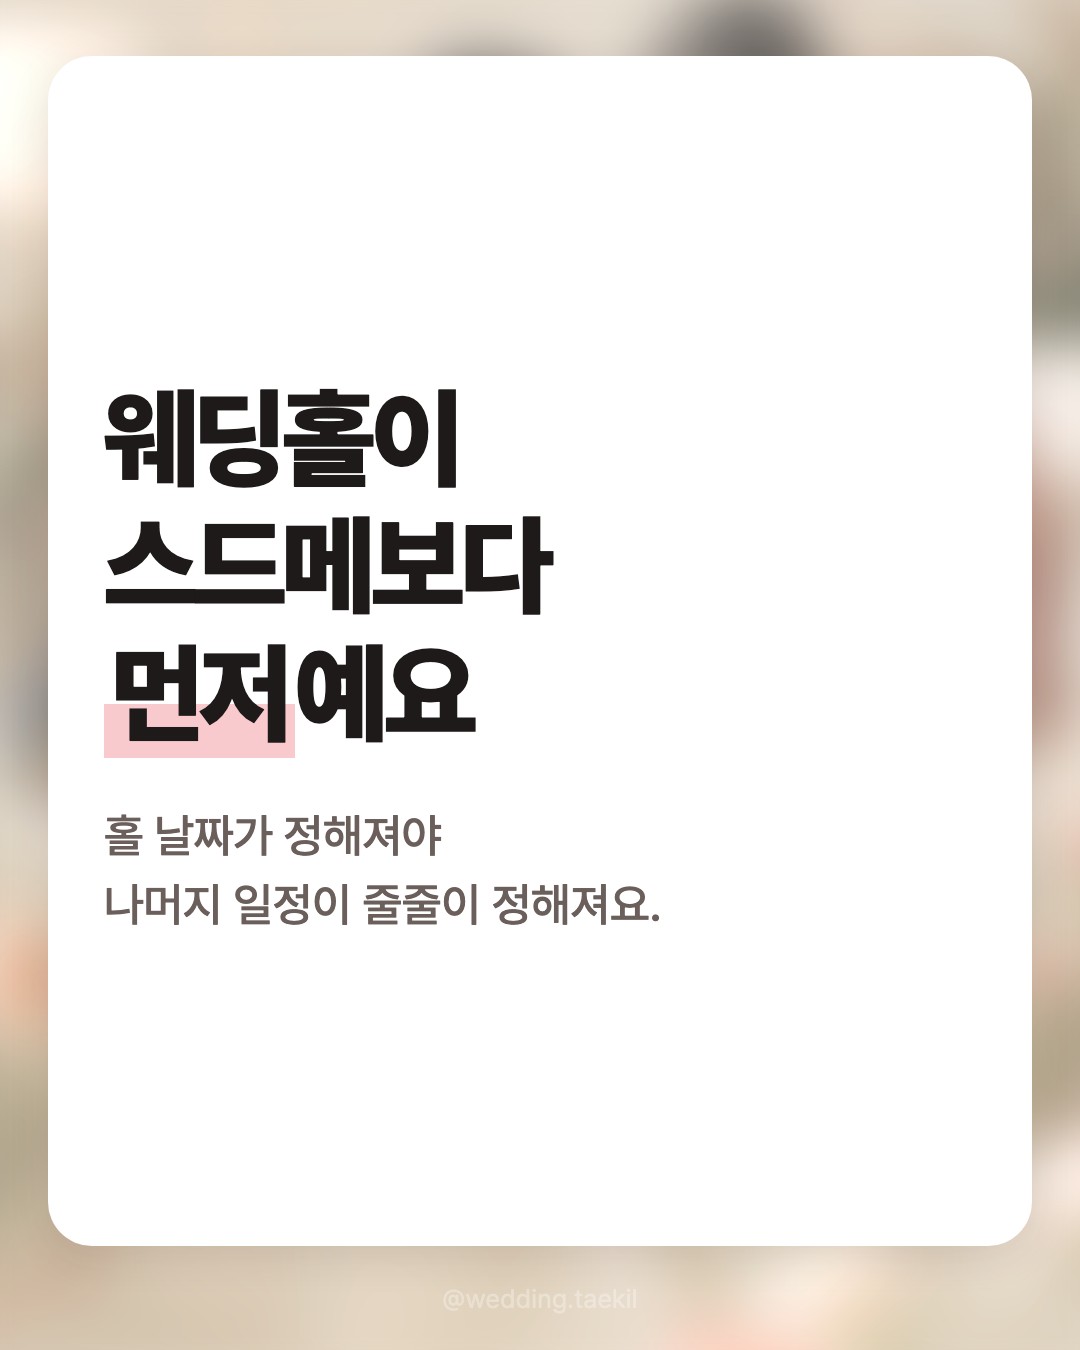 웨딩홀이
스드메보다
먼저예요
홀 날짜가 정해져야
나머지 일정이 줄줄이 정해져요.
@wedding.taekil